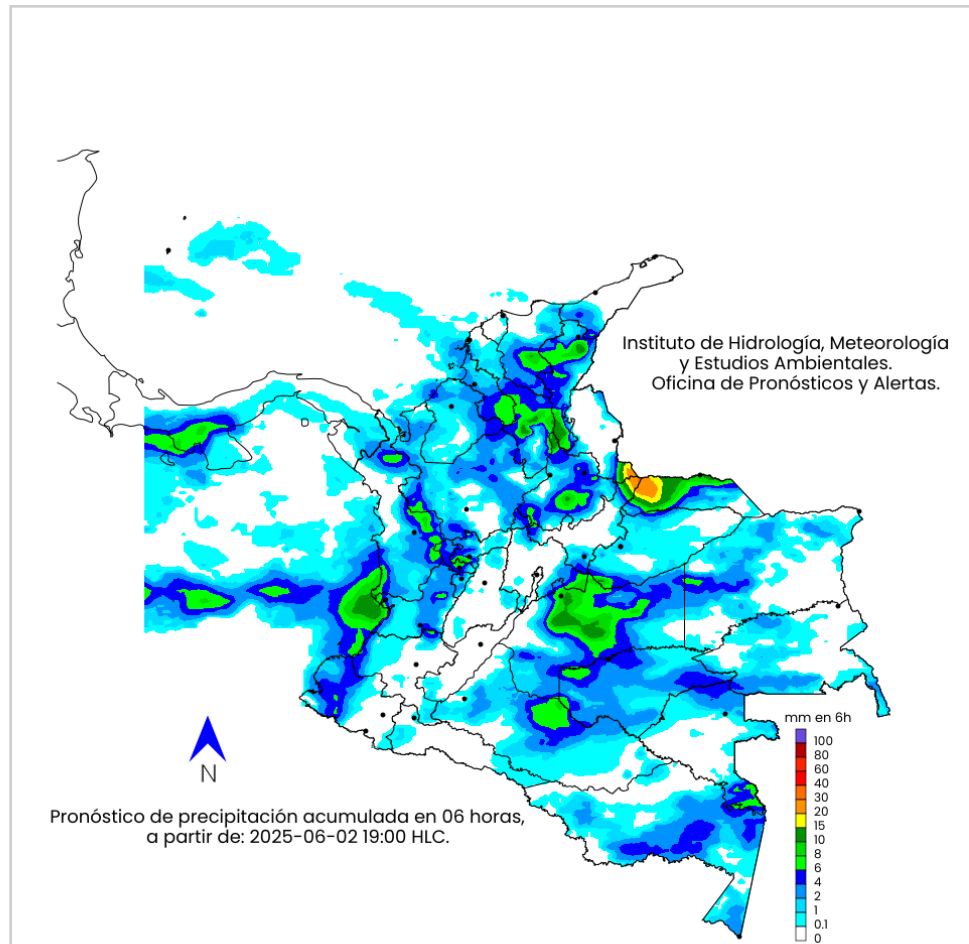 Instituto de Hidrología, Meteorología
y Estudios Ambientales.
Oficina de Pronósticos y Alertas.
mm en 6h
100
80
60
40
30
20
15
10
8
6
4
2
1
0.1
0
N
Pronóstico de precipitación acumulada en 06 horas,
a partir de: 2025-06-02 19:00 HLC.